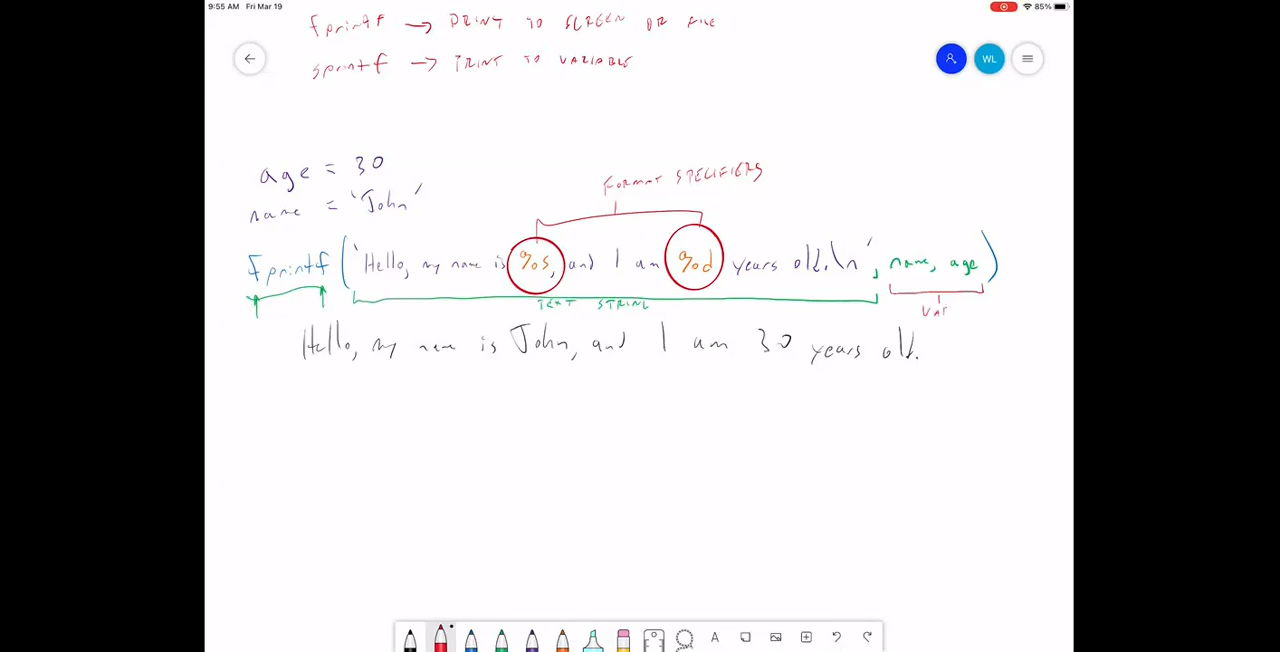 9:55 AM Fri Mar 19
85%
fprintf → PRINT TO SCREEN OR FILE
sprintf → PRINT TO VARIABLE
WL
age = 30
name = 'John'
FORMAT SPECIFIERS
fprintf('Hello, my name is %s, and I am %d years old.\n', name, age)
TEXT STRING
VAR
Hello, my name is John, and I am 30 years old.
A